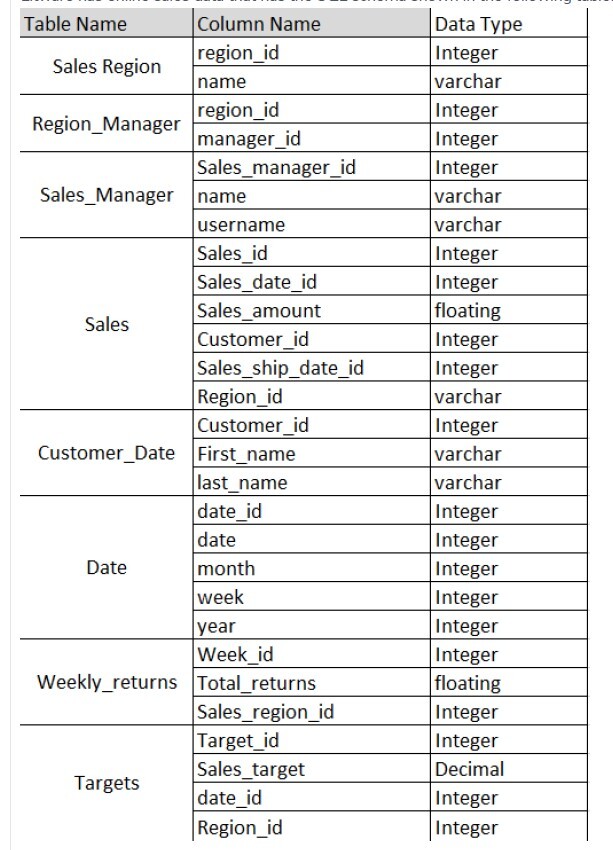 Table Name Column Name Data Type
Sales Region
region_id Integer
name varchar
Region_Manager
region_id Integer
manager_id Integer
Sales_Manager
Sales_manager_id Integer
name varchar
username varchar
Sales
Sales_id Integer
Sales_date_id Integer
Sales_amount floating
Customer_id Integer
Sales_ship_date_id Integer
Region_id varchar
Customer_Date
Customer_id Integer
First_name varchar
last_name varchar
Date
date_id Integer
date Integer
month Integer
week Integer
year Integer
Weekly_returns
Week_id Integer
Total_returns floating
Sales_region_id Integer
Targets
Target_id Integer
Sales_target Decimal
date_id Integer
Region_id Integer